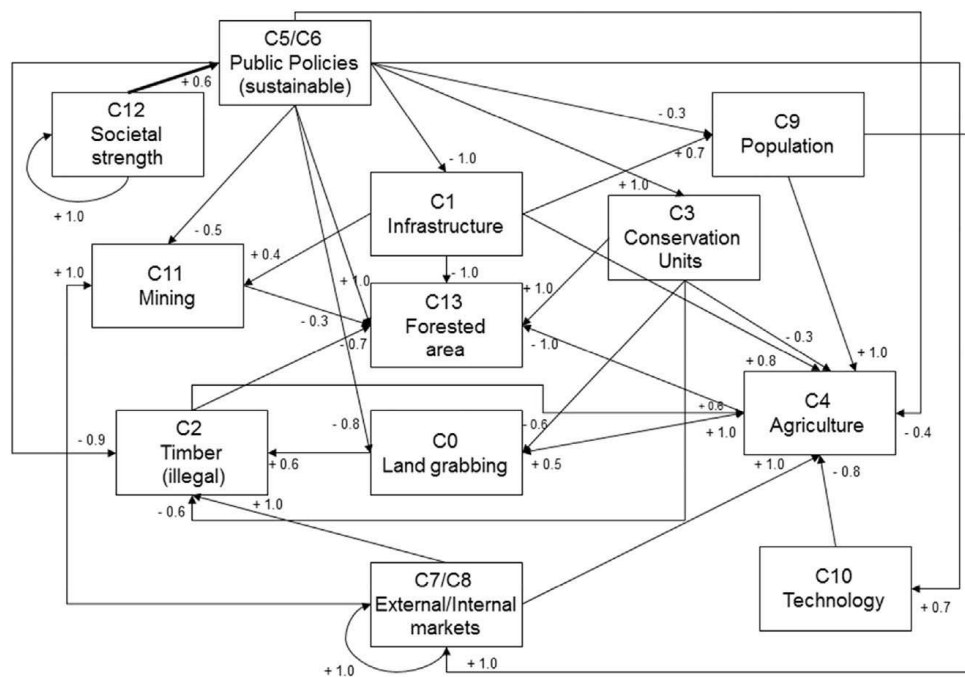 C5/C6
Public Policies
(sustainable)
+ 0.6
C12
Societal
strength
+ 1.0
- 0.3
C9
Population
+ 0.7
- 1.0
+ 1.0
C1
Infrastructure
C3
Conservation
Units
- 0.5
+ 0.4
+ 1.0
C11
Mining
+ 1.0
- 1.0
+ 1.0
C13
Forested
area
- 0.3
- 0.7
- 0.3
- 1.0
+ 0.8
+ 1.0
C4
Agriculture
- 0.4
+ 0.6
- 0.9
C2
Timber
(illegal)
- 0.8
- 0.6
C0
Land grabbing
+ 1.0
+ 0.6
+ 0.5
+ 1.0
- 0.8
- 0.6
+ 1.0
C7/C8
External/Internal
markets
+ 1.0
+ 1.0
C10
Technology
+ 0.7